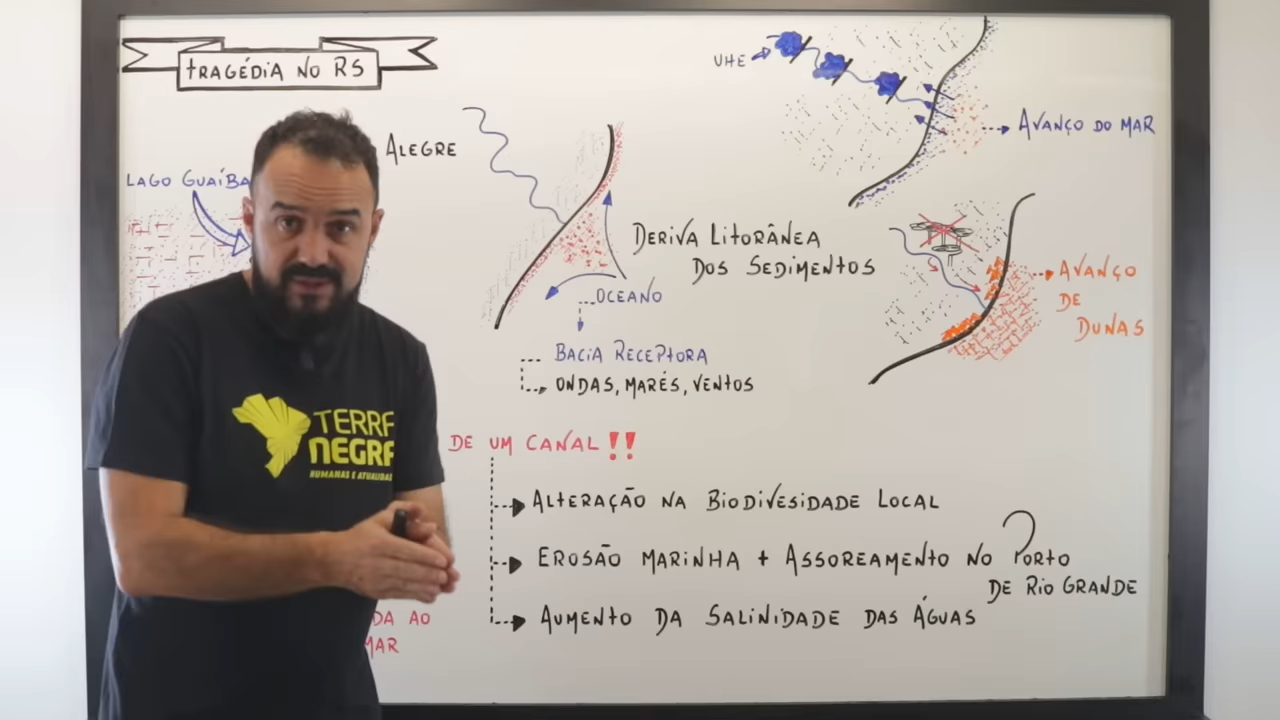 TRAGÉDIA NO RS
ALEGRE
LAGO GUAÍBA
UHE
AVANÇO DO MAR
DERIVA LITORÂNEA
DOS SEDIMENTOS
OCEANO
BACIA RECEPTORA
ONDAS, MARÉS, VENTOS
AVANÇO
DE
DUNAS
TERRA
NEGRA
HUMANAS E ATUALIDADES
DE UM CANAL!!
ALTERAÇÃO NA BIODIVESIDADE LOCAL
EROSÃO MARINHA + ASSOREAMENTO NO PORTO
DE RIO GRANDE
AUMENTO DA SALINIDADE DAS ÁGUAS
DA AO
MAR